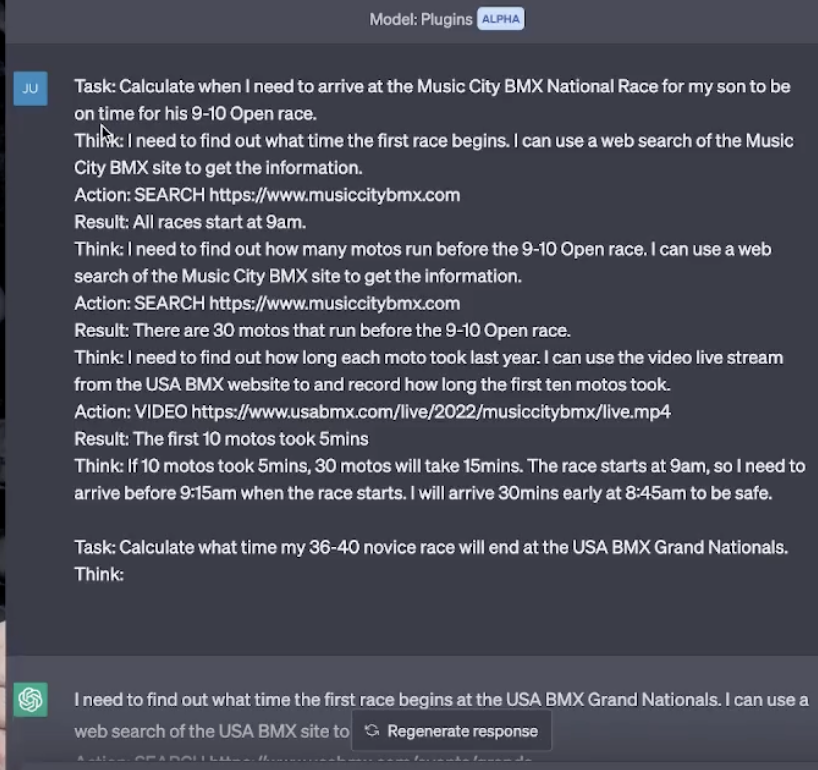 Model: Plugins ALPHA
JU
Task: Calculate when I need to arrive at the Music City BMX National Race for my son to be
on time for his 9-10 Open race.
Think: I need to find out what time the first race begins. I can use a web search of the Music
City BMX site to get the information.
Action: SEARCH https://www.musiccitybmx.com
Result: All races start at 9am.
Think: I need to find out how many motos run before the 9-10 Open race. I can use a web
search of the Music City BMX site to get the information.
Action: SEARCH https://www.musiccitybmx.com
Result: There are 30 motos that run before the 9-10 Open race.
Think: I need to find out how long each moto took last year. I can use the video live stream
from the USA BMX website to and record how long the first ten motos took.
Action: VIDEO https://www.usabmx.com/live/2022/musiccitybmx/live.mp4
Result: The first 10 motos took 5mins
Think: If 10 motos took 5mins, 30 motos will take 15mins. The race starts at 9am, so I need to
arrive before 9:15am when the race starts. I will arrive 30mins early at 8:45am to be safe.
Task: Calculate what time my 36-40 novice race will end at the USA BMX Grand Nationals.
Think:
I need to find out what time the first race begins at the USA BMX Grand Nationals. I can use a
web search of the USA BMX site to
Regenerate response
Action: SEARCH